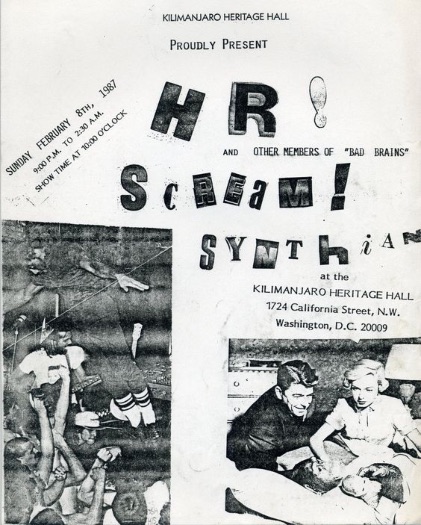 KILIMANJARO HERITAGE HALL
PROUDLY PRESENT
SUNDAY FEBRUARY 8TH, 1987
9:00 P.M. TO 2:30 A.M.
SHOW TIME AT 10:00 O'CLOCK
HR!
AND OTHER MEMBERS OF "BAD BRAINS"
SCREAM!
SYNTHIAN
at the
KILIMANJARO HERITAGE HALL
1724 California Street, N.W.
Washington, D.C. 20009